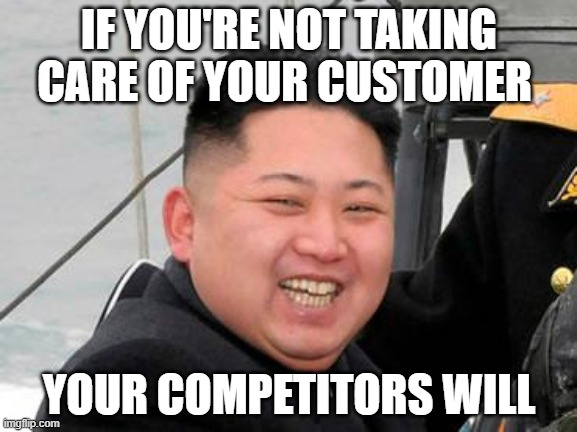 IF YOU'RE NOT TAKING
CARE OF YOUR CUSTOMER
YOUR COMPETITORS WILL
imgflip.com